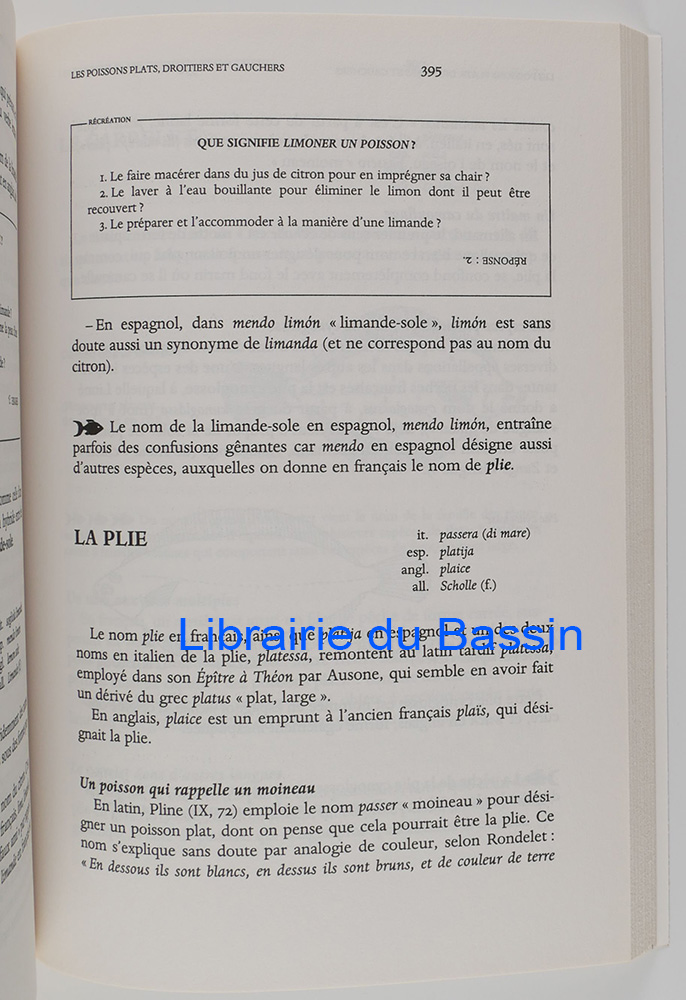 LES POISSONS PLATS, DROITIERS ET GAUCHERS 395
RÉCRÉATION
QUE SIGNIFIE LIMONER UN POISSON ?
1. Le faire macérer dans du jus de citron pour en imprégner sa chair ?
2. Le laver à l'eau bouillante pour éliminer le limon dont il peut être
recouvert ?
3. Le préparer et l'accommoder à la manière d'une limande ?
RÉPONSE : 2.
– En espagnol, dans mendo limón « limande-sole », limón est sans
doute aussi un synonyme de limanda (et ne correspond pas au nom du
citron).
Le nom de la limande-sole en espagnol, mendo limón, entraîne
parfois des confusions gênantes car mendo en espagnol désigne aussi
d'autres espèces, auxquelles on donne en français le nom de plie.
LA PLIE
it. passera (di mare)
esp. platija
angl. plaice
all. Scholle (f.)
Le nom plie en français, ainsi que platija en espagnol et un des deux
Librairie du Bassin
noms en italien de la plie, platessa, remontent au latin tardif platessa,
employé dans son Épître à Théon par Ausone, qui semble en avoir fait
un dérivé du grec platus « plat, large ».
En anglais, plaice est un emprunt à l'ancien français plaïs, qui dési-
gnait la plie.
Un poisson qui rappelle un moineau
En latin, Pline (IX, 72) emploie le nom passer « moineau » pour dési-
gner un poisson plat, dont on pense que cela pourrait être la plie. Ce
nom s'explique sans doute par analogie de couleur, selon Rondelet :
« En dessous ils sont blancs, en dessus ils sont bruns, et de couleur de terre